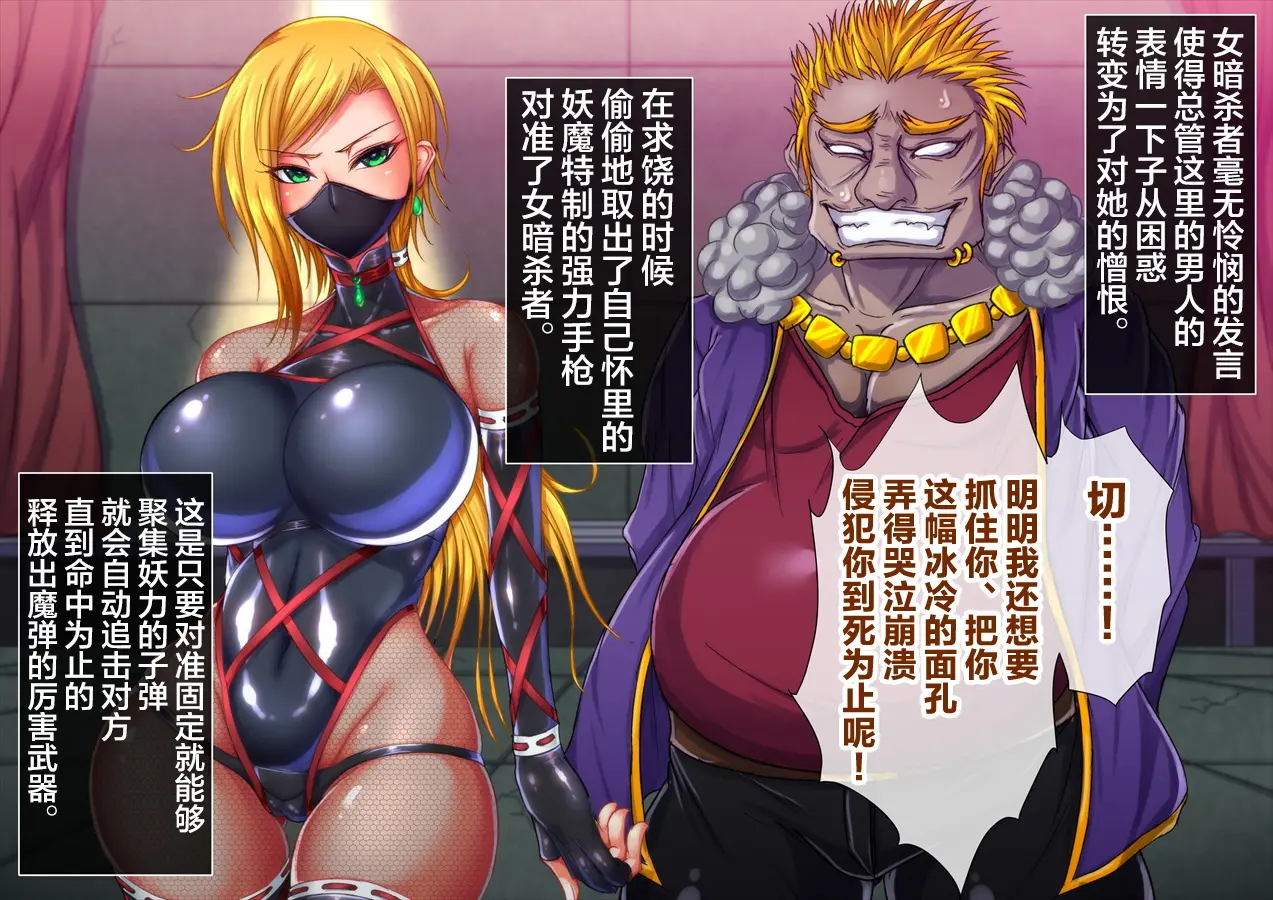 女暗杀者毫无怜悯的发言
使得总管这里的男人的
表情一下子从困惑
转变为了对她的憎恨。
切………！
明明我还想要
抓住你、把你
这幅冰冷的面孔
弄得哭泣崩溃
侵犯你到死为止呢！
在求饶的时候
偷偷地取出了自己怀里的
妖魔特制的强力手枪
对准了女暗杀者。
这是只要对准固定就能够
聚集妖力的子弹
就会自动追击对方
直到命中为止的
释放出魔弹的厉害武器。